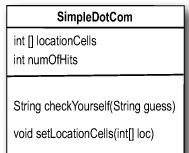 SimpleDotCom
int [] locationCells
int numOfHits
String checkYourself(String guess)
void setLocationCells(int[] loc)